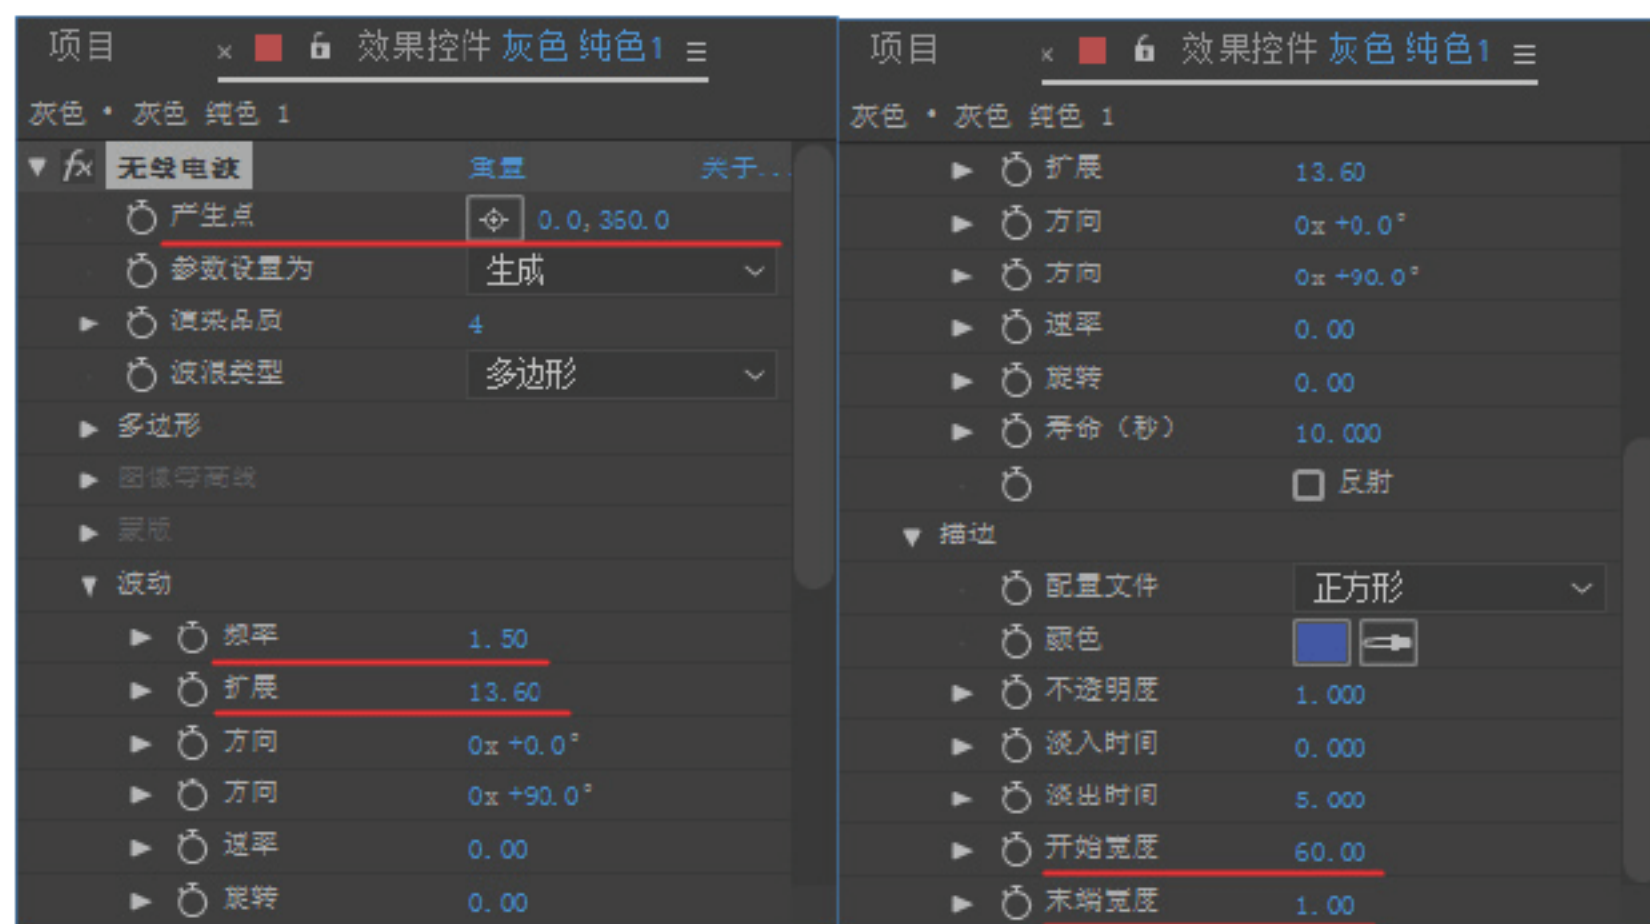 项目 × 效果控件 灰色 纯色1 ≡
灰色 • 灰色 纯色 1
fx 无线电波 重置 关于...
产生点 0.0, 360.0
参数设置为 生成
渲染品质 4
波浪类型 多边形
多边形
图像等高线
蒙版
波动
频率 1.50
扩展 13.60
方向 0x +0.0°
方向 0x +90.0°
速率 0.00
旋转 0.00
项目 × 效果控件 灰色 纯色1 ≡
灰色 • 灰色 纯色 1
扩展 13.60
方向 0x +0.0°
方向 0x +90.0°
速率 0.00
旋转 0.00
寿命（秒） 10.000
反射
描边
配置文件 正方形
颜色
不透明度 1.000
淡入时间 0.000
淡出时间 5.000
开始宽度 60.00
末端宽度 1.00